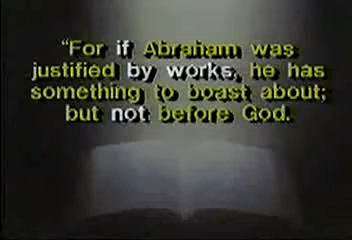 “For if Abraham was
justified by works, he has
something to boast about;
but not before God.